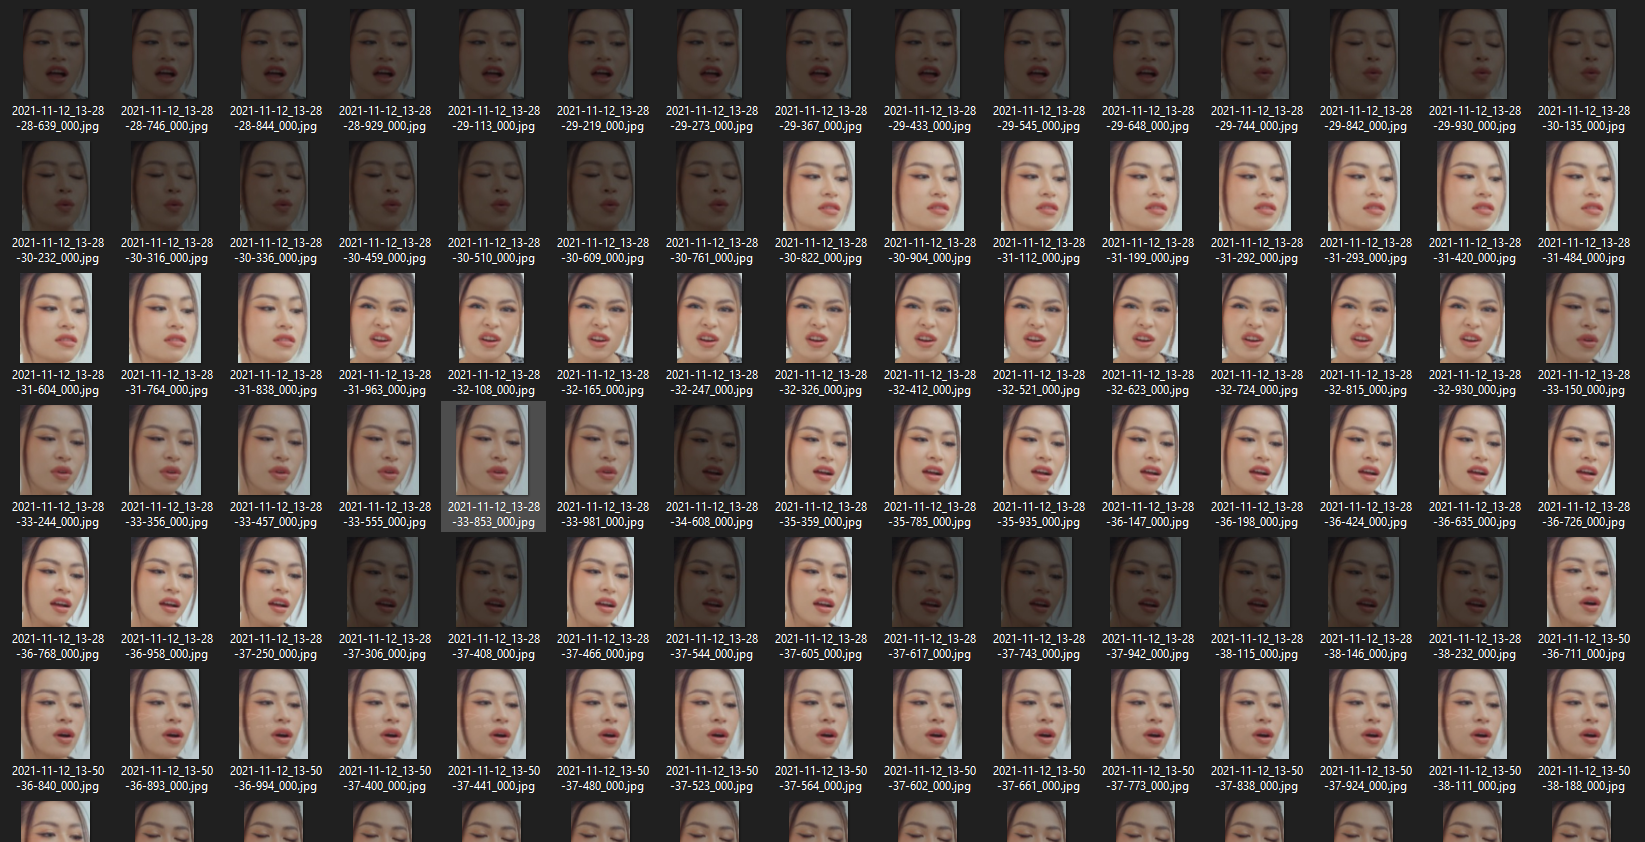 2021-11-12_13-28 2021-11-12_13-28 2021-11-12_13-28 2021-11-12_13-28 2021-11-12_13-28 2021-11-12_13-28 2021-11-12_13-28 2021-11-12_13-28 2021-11-12_13-28 2021-11-12_13-28 2021-11-12_13-28 2021-11-12_13-28 2021-11-12_13-28 2021-11-12_13-28 2021-11-12_13-28
-28-639_000.jpg -28-746_000.jpg -28-844_000.jpg -28-929_000.jpg -29-113_000.jpg -29-219_000.jpg -29-273_000.jpg -29-367_000.jpg -29-433_000.jpg -29-545_000.jpg -29-648_000.jpg -29-744_000.jpg -29-842_000.jpg -29-930_000.jpg -30-135_000.jpg
2021-11-12_13-28 2021-11-12_13-28 2021-11-12_13-28 2021-11-12_13-28 2021-11-12_13-28 2021-11-12_13-28 2021-11-12_13-28 2021-11-12_13-28 2021-11-12_13-28 2021-11-12_13-28 2021-11-12_13-28 2021-11-12_13-28 2021-11-12_13-28 2021-11-12_13-28 2021-11-12_13-28
-30-232_000.jpg -30-316_000.jpg -30-336_000.jpg -30-459_000.jpg -30-510_000.jpg -30-609_000.jpg -30-761_000.jpg -30-822_000.jpg -30-904_000.jpg -31-112_000.jpg -31-199_000.jpg -31-292_000.jpg -31-293_000.jpg -31-420_000.jpg -31-484_000.jpg
2021-11-12_13-28 2021-11-12_13-28 2021-11-12_13-28 2021-11-12_13-28 2021-11-12_13-28 2021-11-12_13-28 2021-11-12_13-28 2021-11-12_13-28 2021-11-12_13-28 2021-11-12_13-28 2021-11-12_13-28 2021-11-12_13-28 2021-11-12_13-28 2021-11-12_13-28 2021-11-12_13-28
-31-604_000.jpg -31-764_000.jpg -31-838_000.jpg -31-963_000.jpg -32-108_000.jpg -32-165_000.jpg -32-247_000.jpg -32-326_000.jpg -32-412_000.jpg -32-521_000.jpg -32-623_000.jpg -32-724_000.jpg -32-815_000.jpg -32-930_000.jpg -33-150_000.jpg
2021-11-12_13-28 2021-11-12_13-28 2021-11-12_13-28 2021-11-12_13-28 2021-11-12_13-28 2021-11-12_13-28 2021-11-12_13-28 2021-11-12_13-28 2021-11-12_13-28 2021-11-12_13-28 2021-11-12_13-28 2021-11-12_13-28 2021-11-12_13-28 2021-11-12_13-28 2021-11-12_13-28
-33-244_000.jpg -33-356_000.jpg -33-457_000.jpg -33-555_000.jpg -33-853_000.jpg -33-981_000.jpg -34-608_000.jpg -35-359_000.jpg -35-785_000.jpg -35-935_000.jpg -36-147_000.jpg -36-198_000.jpg -36-424_000.jpg -36-635_000.jpg -36-726_000.jpg
2021-11-12_13-28 2021-11-12_13-28 2021-11-12_13-28 2021-11-12_13-28 2021-11-12_13-28 2021-11-12_13-28 2021-11-12_13-28 2021-11-12_13-28 2021-11-12_13-28 2021-11-12_13-28 2021-11-12_13-28 2021-11-12_13-28 2021-11-12_13-28 2021-11-12_13-28 2021-11-12_13-50
-36-768_000.jpg -36-958_000.jpg -37-250_000.jpg -37-306_000.jpg -37-408_000.jpg -37-466_000.jpg -37-544_000.jpg -37-605_000.jpg -37-617_000.jpg -37-743_000.jpg -37-942_000.jpg -38-115_000.jpg -38-146_000.jpg -38-232_000.jpg -36-711_000.jpg
2021-11-12_13-50 2021-11-12_13-50 2021-11-12_13-50 2021-11-12_13-50 2021-11-12_13-50 2021-11-12_13-50 2021-11-12_13-50 2021-11-12_13-50 2021-11-12_13-50 2021-11-12_13-50 2021-11-12_13-50 2021-11-12_13-50 2021-11-12_13-50 2021-11-12_13-50 2021-11-12_13-50
-36-840_000.jpg -36-893_000.jpg -36-994_000.jpg -37-400_000.jpg -37-441_000.jpg -37-480_000.jpg -37-523_000.jpg -37-564_000.jpg -37-602_000.jpg -37-661_000.jpg -37-773_000.jpg -37-838_000.jpg -37-924_000.jpg -38-111_000.jpg -38-188_000.jpg